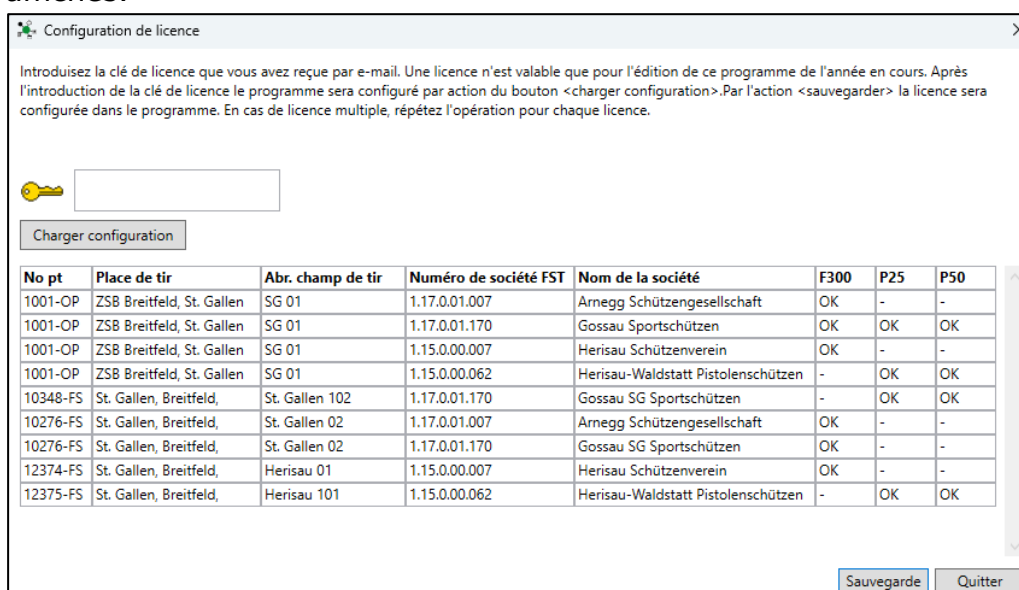 Configuration de licence
Introduisez la clé de licence que vous avez reçue par e-mail. Une licence n'est valable que pour l'édition de ce programme de l'année en cours. Après
l'introduction de la clé de licence le programme sera configuré par action du bouton <charger configuration>.Par l'action <sauvegarder> la licence sera
configurée dans le programme. En cas de licence multiple, répétez l'opération pour chaque licence.
Charger configuration
No pt Place de tir Abr. champ de tir Numéro de société FST Nom de la société F300 P25 P50
1001-OP ZSB Breitfeld, St. Gallen SG 01 1.17.0.01.007 Arnegg Schützengesellschaft OK - -
1001-OP ZSB Breitfeld, St. Gallen SG 01 1.17.0.01.170 Gossau Sportschützen OK OK OK
1001-OP ZSB Breitfeld, St. Gallen SG 01 1.15.0.00.007 Herisau Schützenverein OK - -
1001-OP ZSB Breitfeld, St. Gallen SG 01 1.15.0.00.062 Herisau-Waldstatt Pistolenschützen - OK OK
10348-FS St. Gallen, Breitfeld, St. Gallen 102 1.17.0.01.170 Gossau SG Sportschützen - OK OK
10276-FS St. Gallen, Breitfeld, St. Gallen 02 1.17.0.01.007 Arnegg Schützengesellschaft OK - -
10276-FS St. Gallen, Breitfeld, St. Gallen 02 1.17.0.01.170 Gossau SG Sportschützen OK - -
12374-FS St. Gallen, Breitfeld, Herisau 01 1.15.0.00.007 Herisau Schützenverein OK - -
12375-FS St. Gallen, Breitfeld, Herisau 101 1.15.0.00.062 Herisau-Waldstatt Pistolenschützen - OK OK
Sauvegarde Quitter